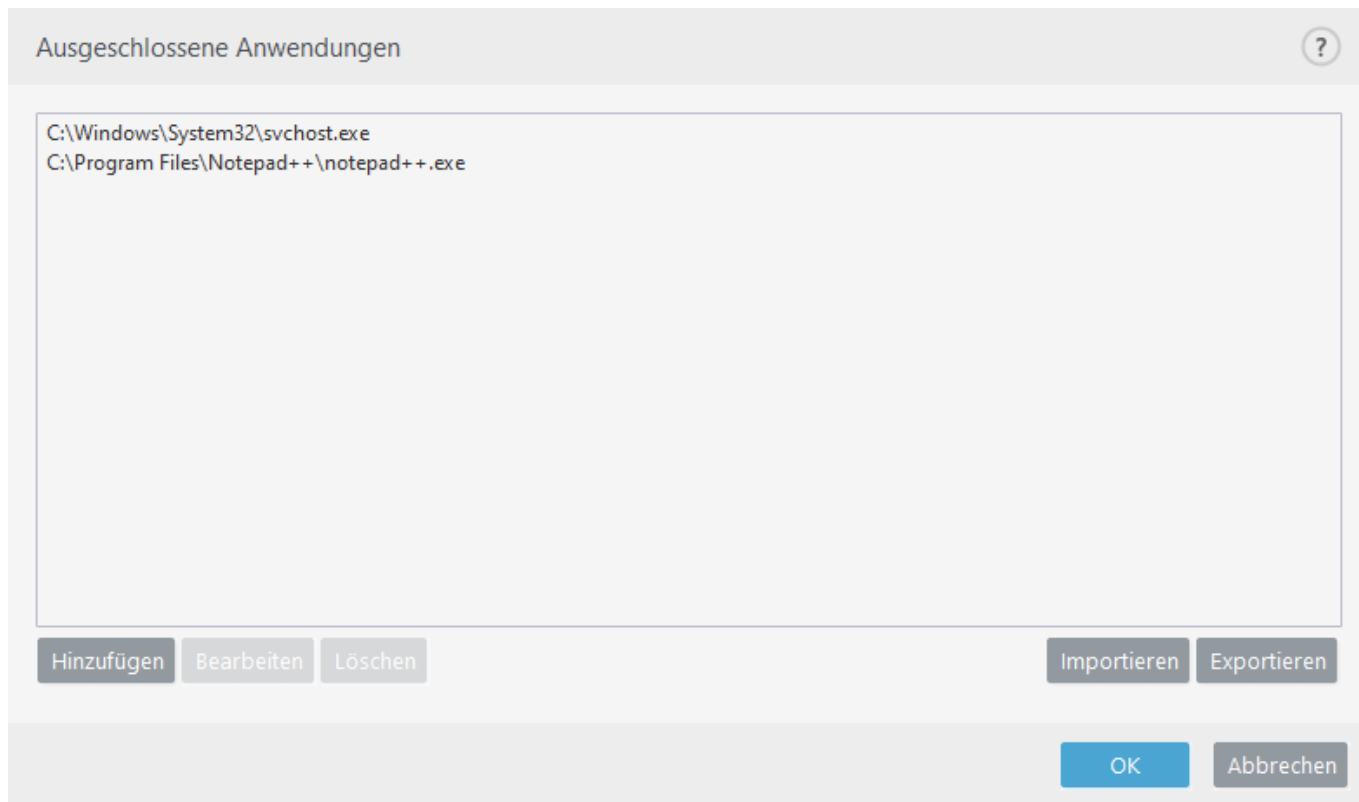 Ausgeschlossene Anwendungen
?
C:\Windows\System32\svchost.exe
C:\Program Files\Notepad++\notepad++.exe
Hinzufügen Bearbeiten Löschen Importieren Exportieren
OK Abbrechen